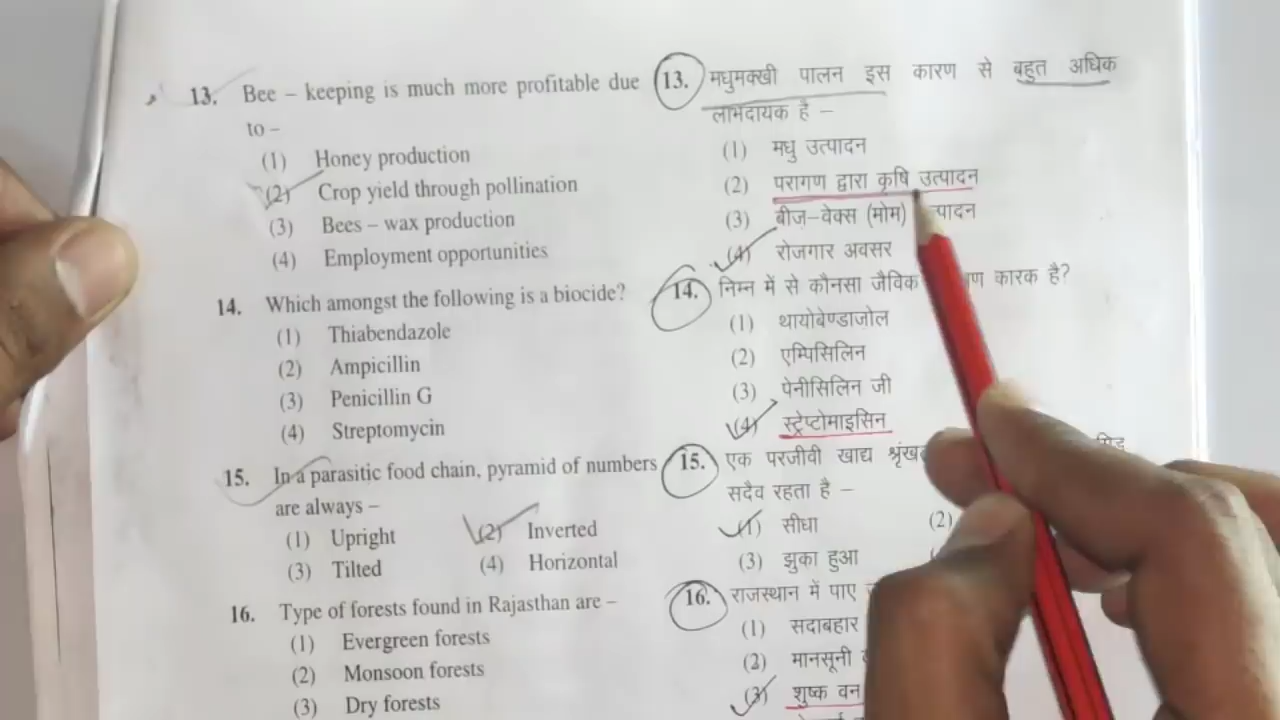 13. Bee – keeping is much more profitable due
to –
(1) Honey production
(2) Crop yield through pollination
(3) Bees – wax production
(4) Employment opportunities
14. Which amongst the following is a biocide?
(1) Thiabendazole
(2) Ampicillin
(3) Penicillin G
(4) Streptomycin
15. In a parasitic food chain, pyramid of numbers
are always –
(1) Upright (2) Inverted
(3) Tilted (4) Horizontal
16. Type of forests found in Rajasthan are –
(1) Evergreen forests
(2) Monsoon forests
(3) Dry forests
13. मधुमक्खी पालन इस कारण से बहुत अधिक
लाभदायक है –
(1) मधु उत्पादन
(2) परागण द्वारा कृषि उत्पादन
(3) बीज–वेक्स (मोम)
(4) रोजगार अवसर
14. निम्न में से कौनसा जैविक कारक है?
(1) थायोबेण्डाज़ोल
(2) एम्पिसिलिन
(3) पेनीसिलिन जी
(4) स्ट्रेप्टोमाइसिन
15. एक परजीवी खाद्य
सदैव रहता है –
(1) सीधा (2)
(3) झुका हुआ
16. राजस्थान में पाए
(1) सदाबहार
(2) मानसूनी
(3) शुष्क वन